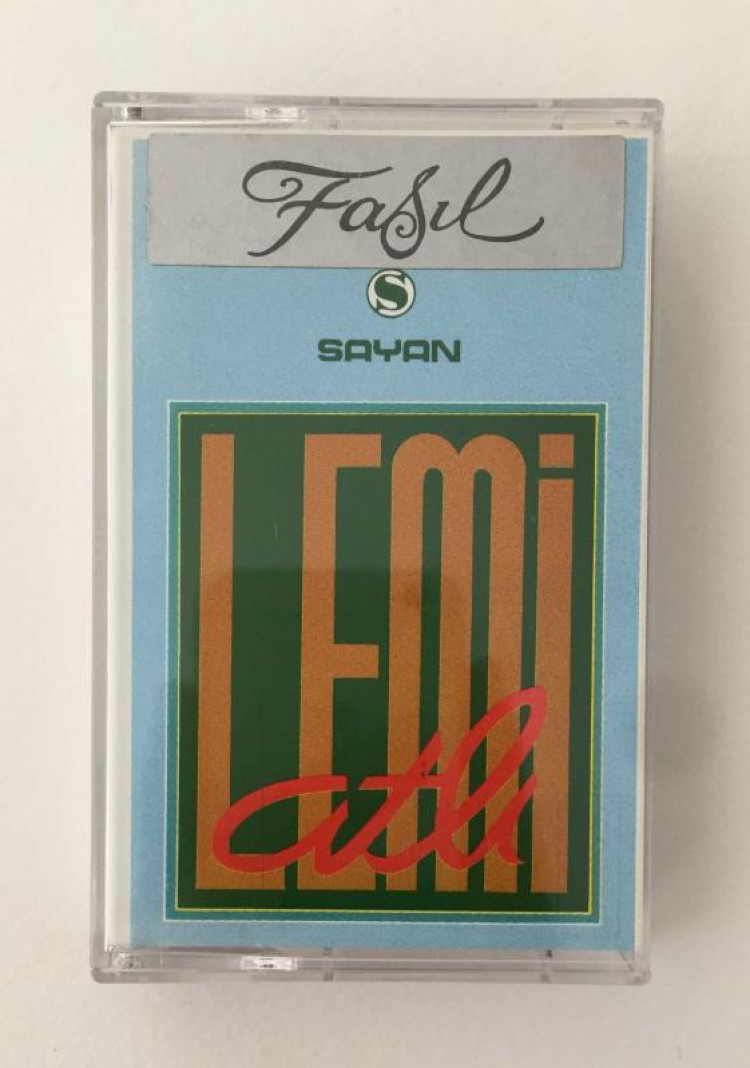 Fasıl
S
SAYAN
LEMİ
atlı